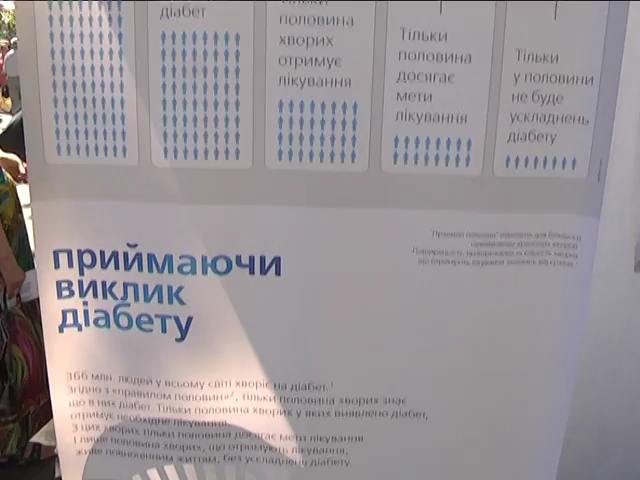 діабет
половина
хворих
отримує
лікування
Тільки
половина
досягає
мети
лікування
Тільки
у половини
не буде
ускладнень
діабету
приймаючи
виклик
діабету
366 млн. людей у всьому світі хворіє на діабет.¹
Згідно з «правилом половин»², тільки половина хворих знає
що в них діабет. Тільки половина хворих у яких виявлено діабет,
отримує необхідне лікування.
З цих хворих тільки половина досягає мети лікування
І лише половина хворих, що отримують лікування,
живе повноцінним життям, без ускладнень діабету